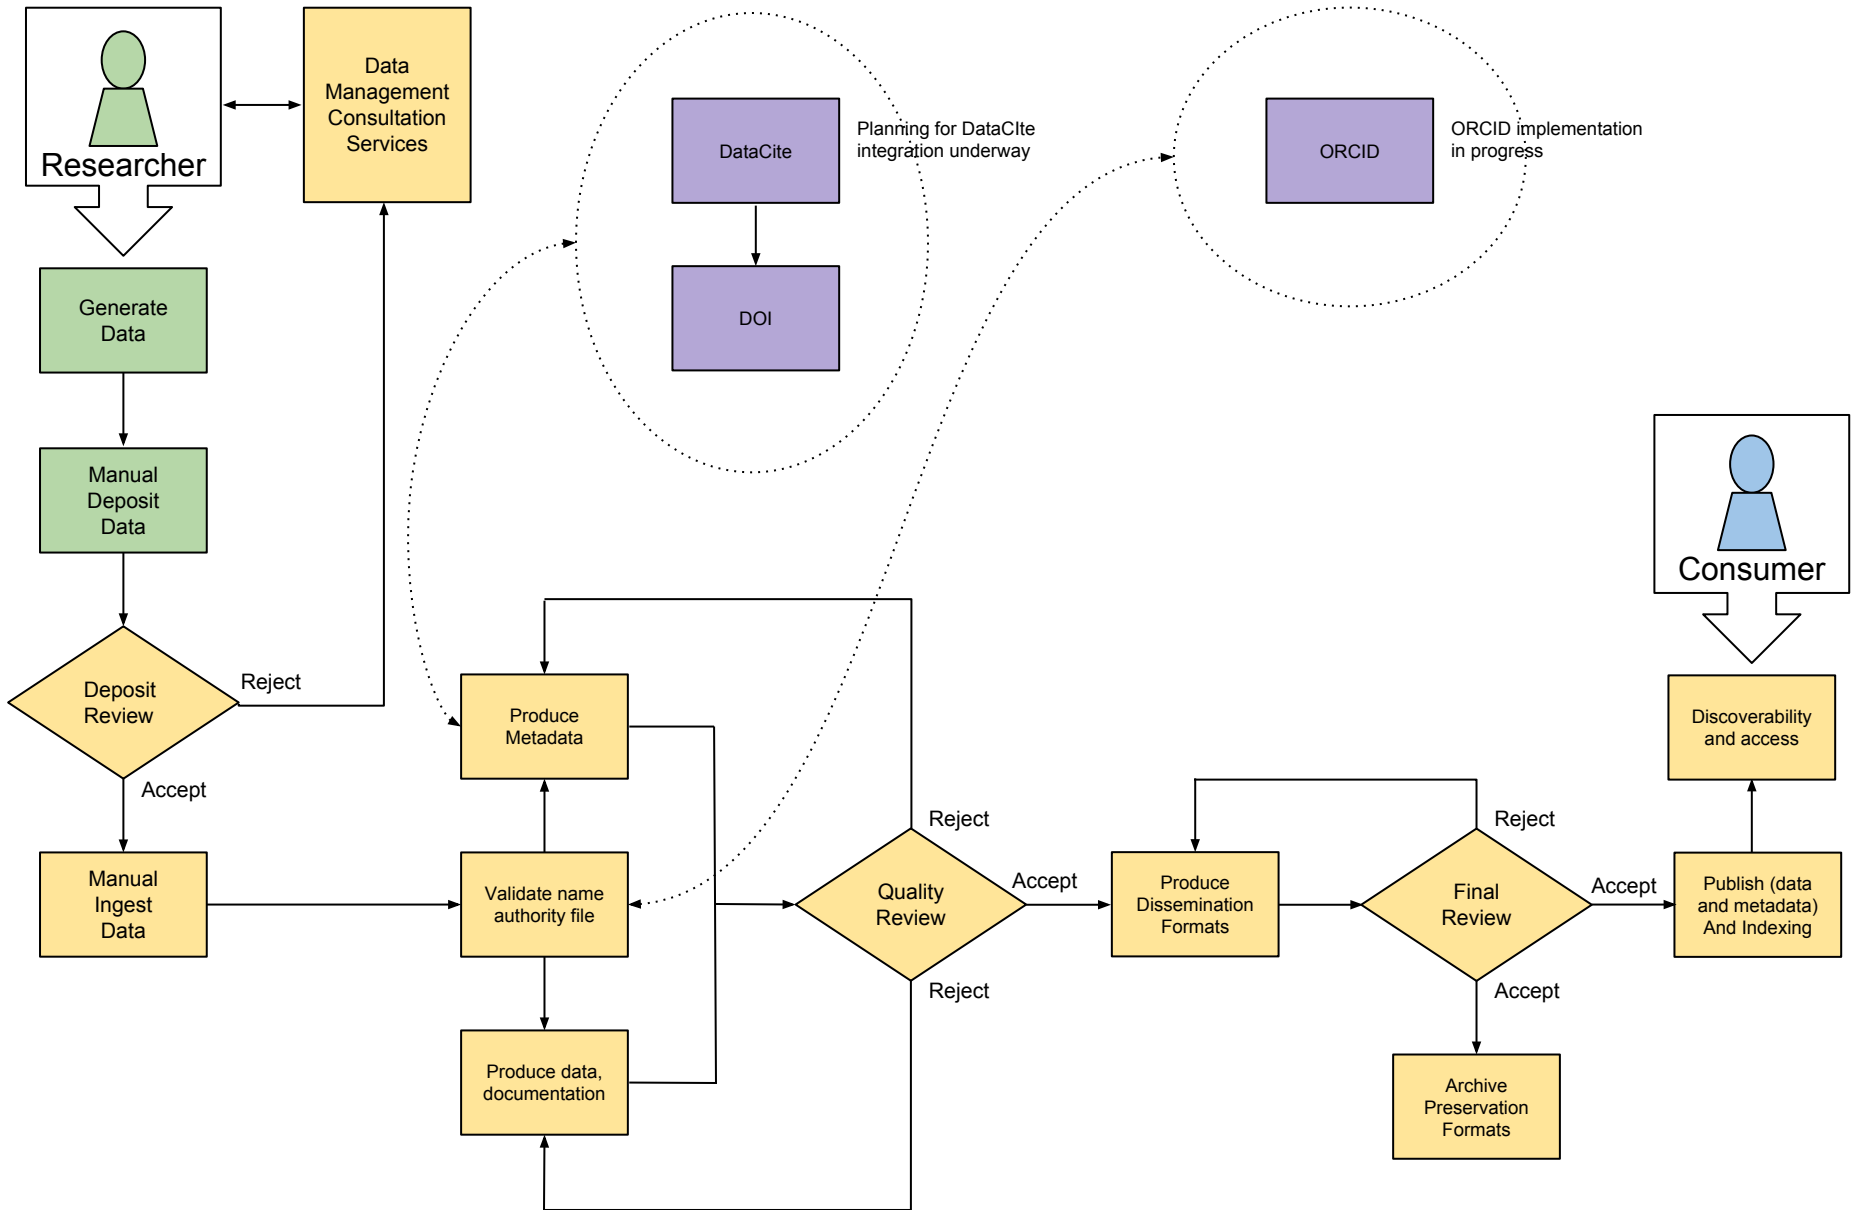 Researcher
Data
Management
Consultation
Services
DataCite
Planning for DataCIte
integration underway
ORCID
ORCID implementation
in progress
DOI
Generate
Data
Manual
Deposit
Data
Consumer
Deposit
Review
Reject
Accept
Produce
Metadata
Discoverability
and access
Manual
Ingest
Data
Validate name
authority file
Reject
Quality
Review
Accept
Reject
Produce
Dissemination
Formats
Reject
Final
Review
Accept
Accept
Publish (data
and metadata)
And Indexing
Produce data,
documentation
Archive
Preservation
Formats